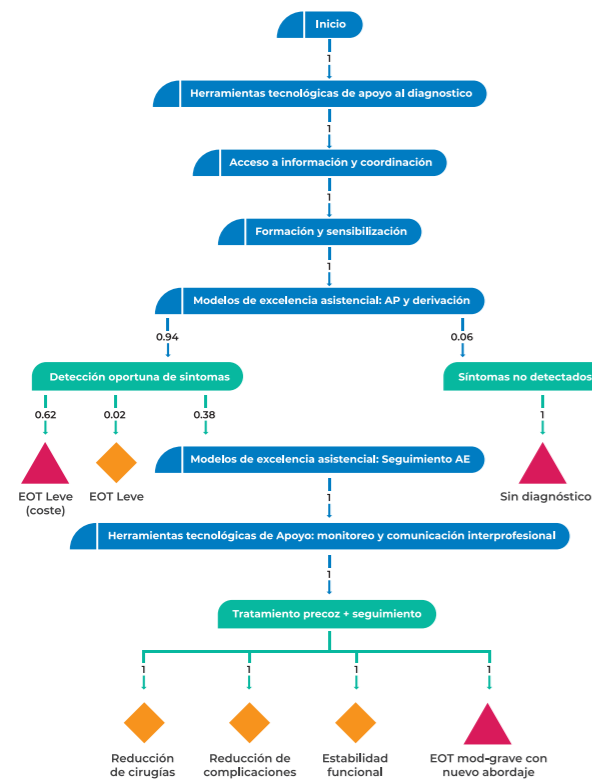 Inicio
1
Herramientas tecnológicas de apoyo al diagnostico
1
Acceso a información y coordinación
1
Formación y sensibilización
1
Modelos de excelencia asistencial: AP y derivación
0.94
0.06
Detección oportuna de sintomas
Síntomas no detectados
0.62
0.02
0.38
1
EOT Leve
(coste)
EOT Leve
Modelos de excelencia asistencial: Seguimiento AE
Sin diagnóstico
1
Herramientas tecnológicas de Apoyo: monitoreo y comunicación interprofesional
1
Tratamiento precoz + seguimiento
1
1
1
1
Reducción
de cirugías
Reducción de
complicaciones
Estabilidad
funcional
EOT mod-grave con
nuevo abordaje